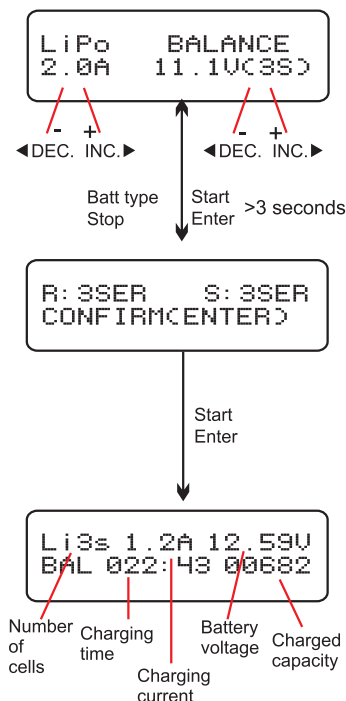 LiPo BALANCE
2.0A 11.1V(3S)
- + - +
◀DEC. INC.▶ ◀DEC. INC.▶
Batt type Start
Stop Enter >3 seconds
R:3SER S:3SER
CONFIRM(ENTER)
Start
Enter
Li3s 1.2A 12.59V
BAL 022:43 00682
Number of cells
Charging time
Charging current
Battery voltage
Charged capacity